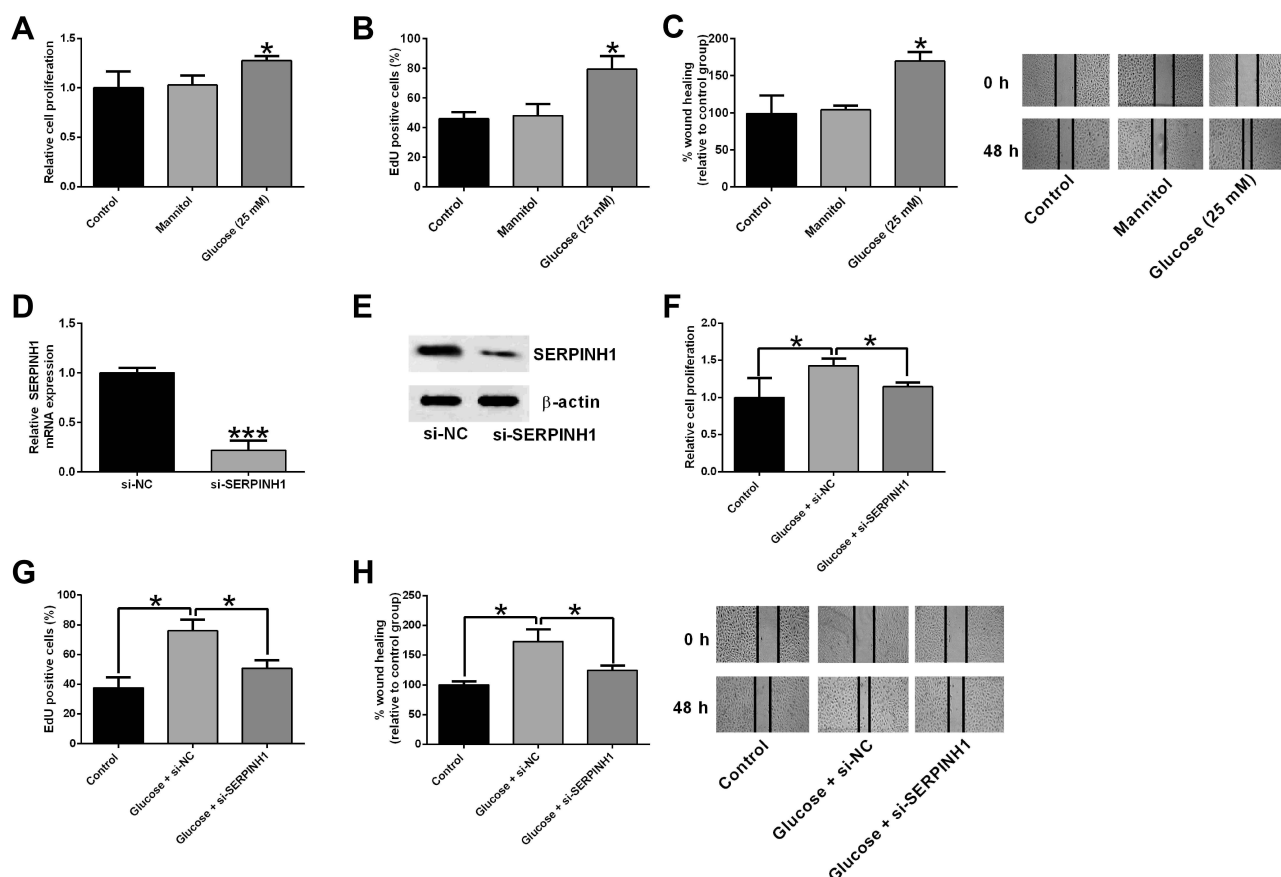 A
Relative cell proliferation
1.5
1.0
0.5
0.0
*
Control
Mannitol
Glucose (25 mM)
B
EdU positive cells (%)
100
80
60
40
20
0
*
Control
Mannitol
Glucose (25 mM)
C
% wound healing
(relative to control group)
200
150
100
50
0
*
Control
Mannitol
Glucose (25 mM)
0 h
48 h
Control
Mannitol
Glucose (25 mM)
D
Relative SERPINH1
mRNA expression
1.5
1.0
0.5
0.0
***
si-NC
si-SERPINH1
E
SERPINH1
β-actin
si-NC
si-SERPINH1
F
Relative cell proliferation
2.0
1.5
1.0
0.5
0.0
*
*
Control
Glucose + si-NC
Glucose + si-SERPINH1
G
EdU positive cells (%)
100
80
60
40
20
0
*
*
Control
Glucose + si-NC
Glucose + si-SERPINH1
H
% wound healing
(relative to control group)
250
200
150
100
50
0
*
*
Control
Glucose + si-NC
Glucose + si-SERPINH1
0 h
48 h
Control
Glucose + si-NC
Glucose + si-SERPINH1